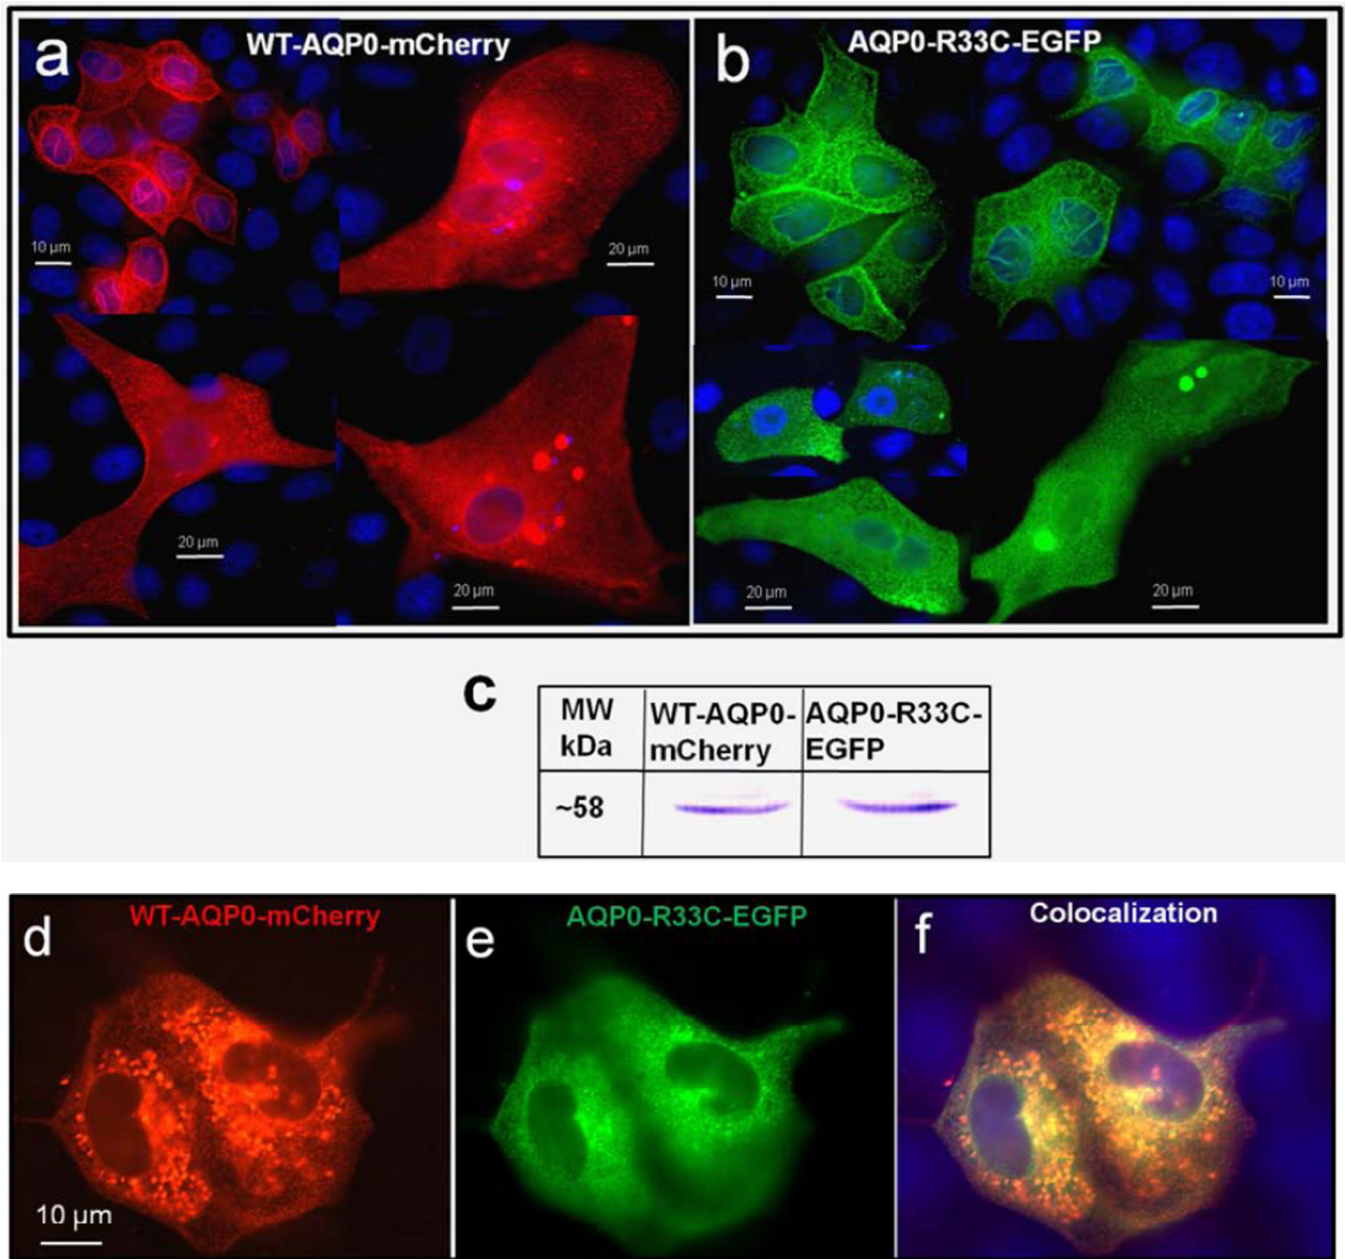 a
WT-AQP0-mCherry
10 µm
20 µm
20 µm
20 µm
b
AQP0-R33C-EGFP
10 µm
10 µm
20 µm
20 µm
c
MW
kDa
WT-AQP0-
mCherry
AQP0-R33C-
EGFP
~58
d
WT-AQP0-mCherry
10 µm
e
AQP0-R33C-EGFP
f
Colocalization